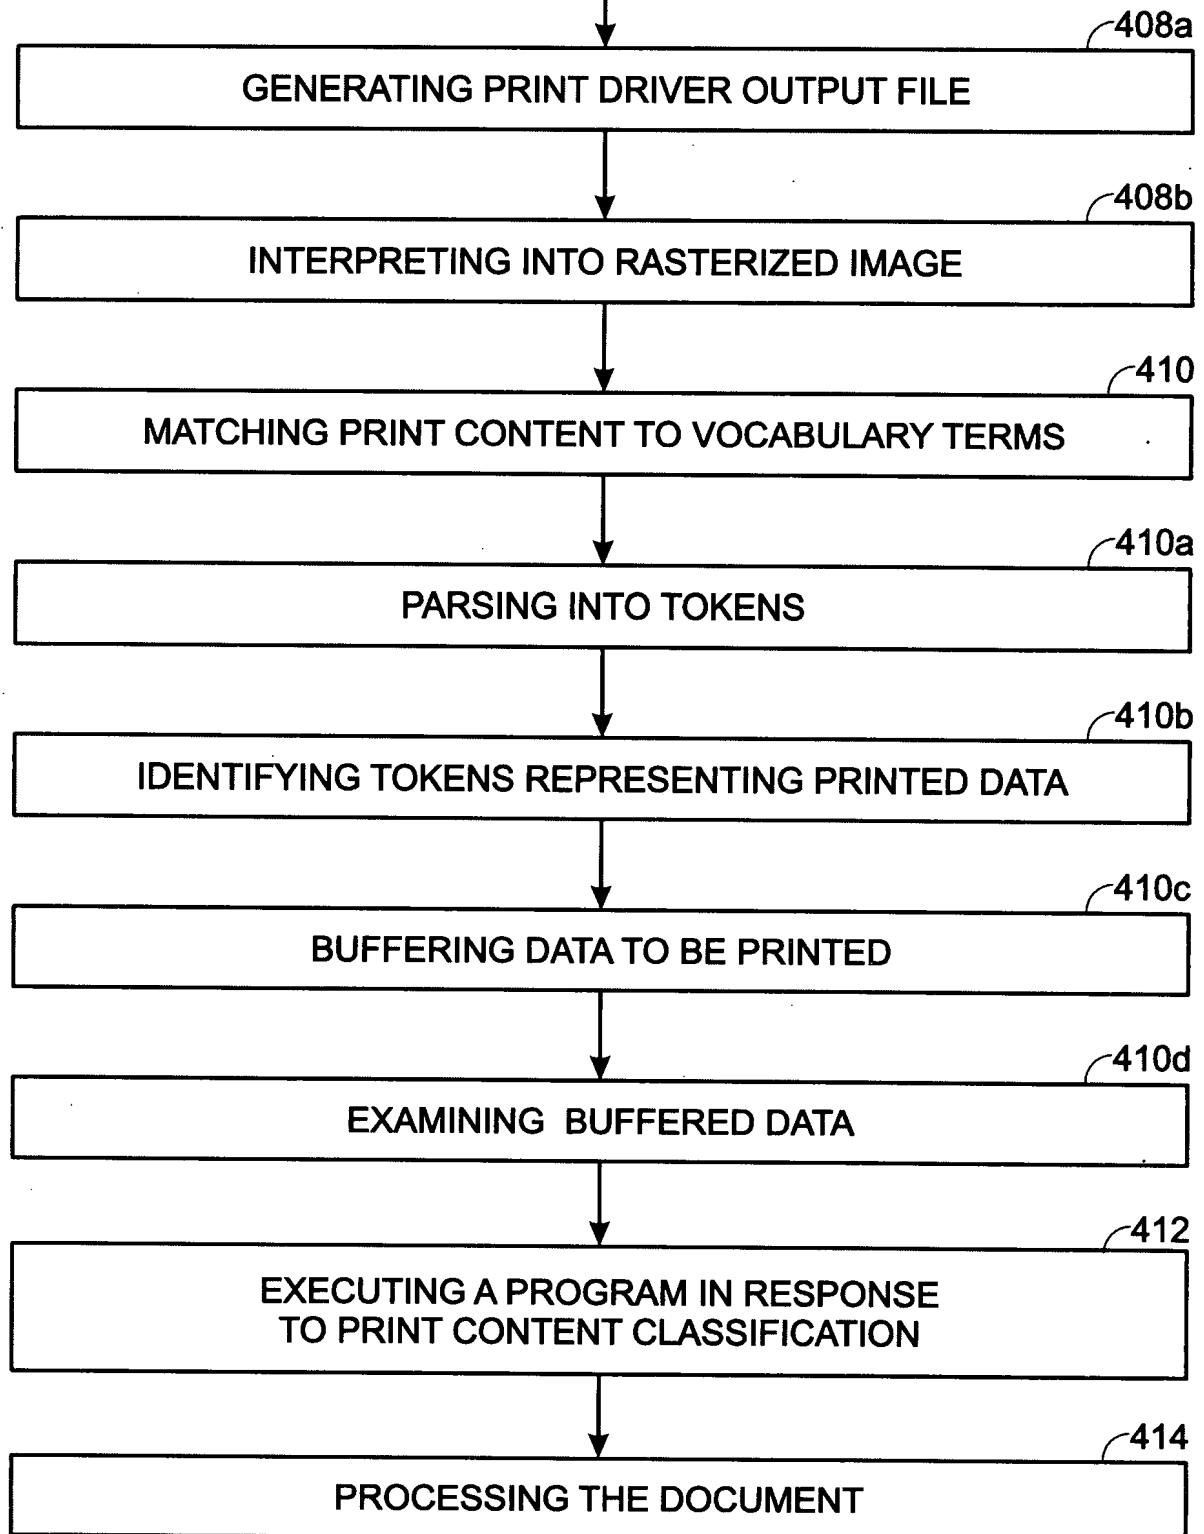 408a
GENERATING PRINT DRIVER OUTPUT FILE
408b
INTERPRETING INTO RASTERIZED IMAGE
410
MATCHING PRINT CONTENT TO VOCABULARY TERMS
410a
PARSING INTO TOKENS
410b
IDENTIFYING TOKENS REPRESENTING PRINTED DATA
410c
BUFFERING DATA TO BE PRINTED
410d
EXAMINING BUFFERED DATA
412
EXECUTING A PROGRAM IN RESPONSE
TO PRINT CONTENT CLASSIFICATION
414
PROCESSING THE DOCUMENT